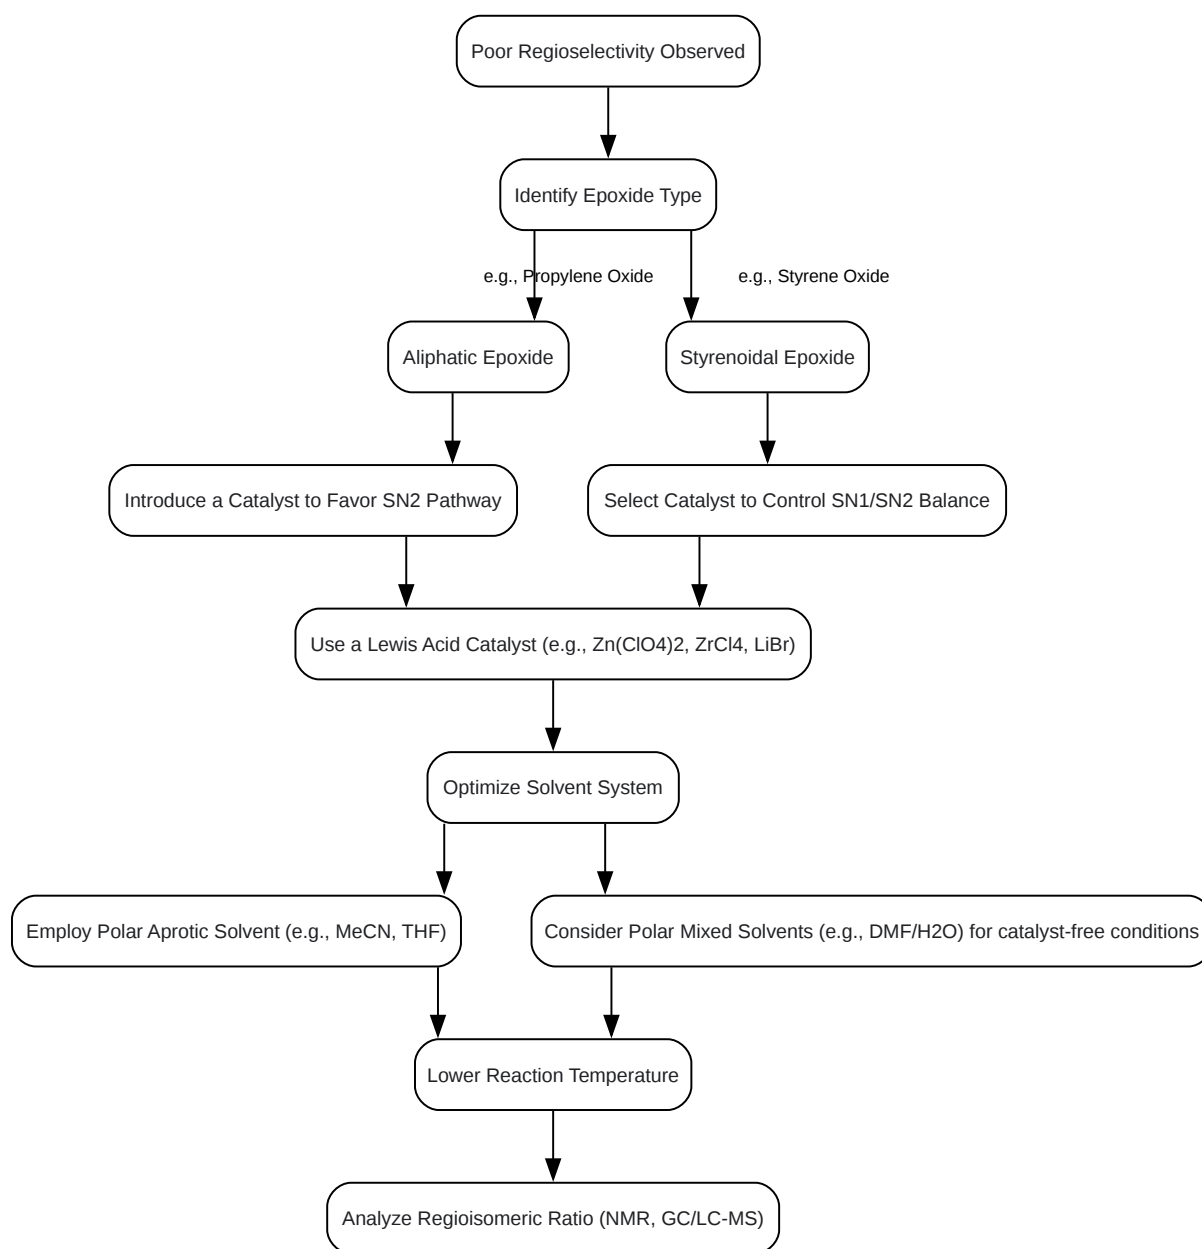 Poor Regioselectivity Observed
Identify Epoxide Type
e.g., Propylene Oxide
e.g., Styrene Oxide
Aliphatic Epoxide
Styrenoidal Epoxide
Introduce a Catalyst to Favor SN2 Pathway
Select Catalyst to Control SN1/SN2 Balance
Use a Lewis Acid Catalyst (e.g., Zn(ClO4)2, ZrCl4, LiBr)
Optimize Solvent System
Employ Polar Aprotic Solvent (e.g., MeCN, THF)
Consider Polar Mixed Solvents (e.g., DMF/H2O) for catalyst-free conditions
Lower Reaction Temperature
Analyze Regioisomeric Ratio (NMR, GC/LC-MS)